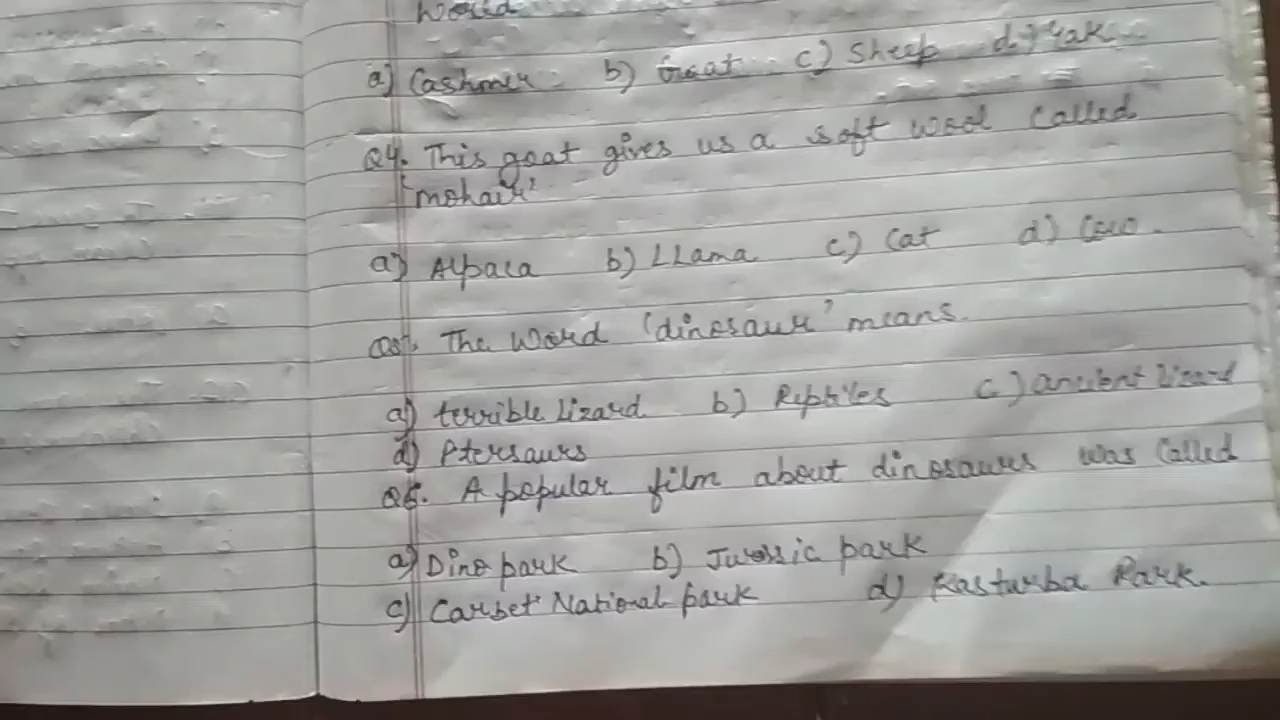 World
a) Cashmer b) Goat c) Sheep d) Yak
Q4. This goat gives us a soft wool called
'mohair'
a) Alpaca b) LLama c) Cat d) Cow.
Q5. The word 'dinosaur' means.
a) terrible lizard b) Reptiles c) ancient lizard
d) Ptersaurs
Q6. A popular film about dinosaurs was called
a) Dino park b) Jurassic park
c) Carbet National park d) Kasturba Park.